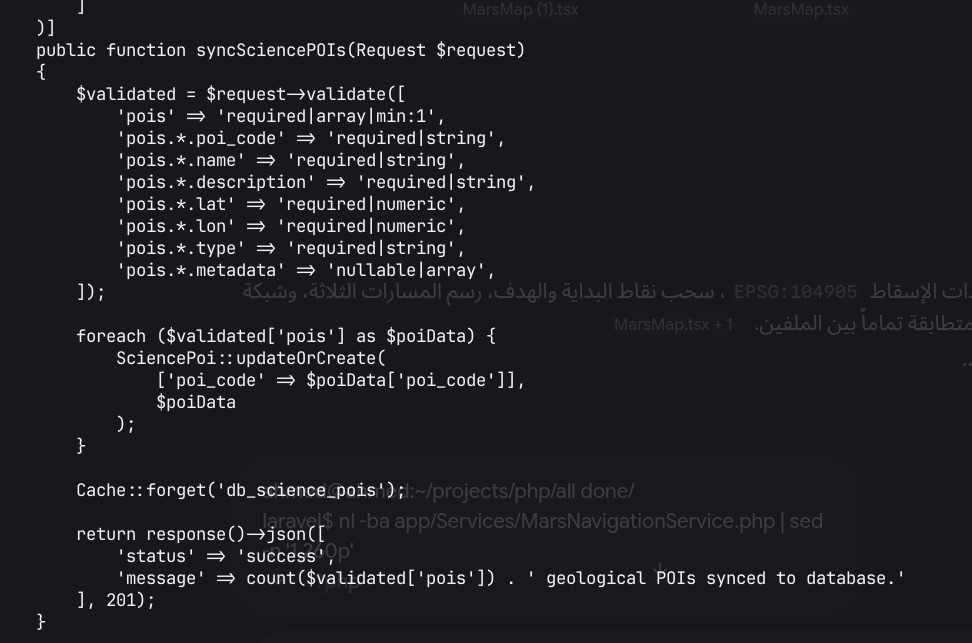 MarsMap (1).tsx MarsMap.tsx
]
)]
public function syncSciencePOIs(Request $request)
{
$validated = $request->validate([
'pois' => 'required|array|min:1',
'pois.*.poi_code' => 'required|string',
'pois.*.name' => 'required|string',
'pois.*.description' => 'required|string',
'pois.*.lat' => 'required|numeric',
'pois.*.lon' => 'required|numeric',
'pois.*.type' => 'required|string',
'pois.*.metadata' => 'nullable|array',
]);
ذات الإسقاط EPSG:104905 ، سحب نقاط البداية والهدف، رسم المسارات الثلاثة، وشبكة
متطابقة تماماً بين الملفين. MarsMap.tsx + 1
foreach ($validated['pois'] as $poiData) {
SciencePoi::updateOrCreate(
['poi_code' => $poiData['poi_code']],
$poiData
);
}
Cache::forget('db_science_pois');
:~/projects/php/all done/
laravel$ nl -ba app/Services/MarsNavigationService.php | sed
return response()->json([
'status' => 'success',
'message' => count($validated['pois']) . ' geological POIs synced to database.'
], 201);
}